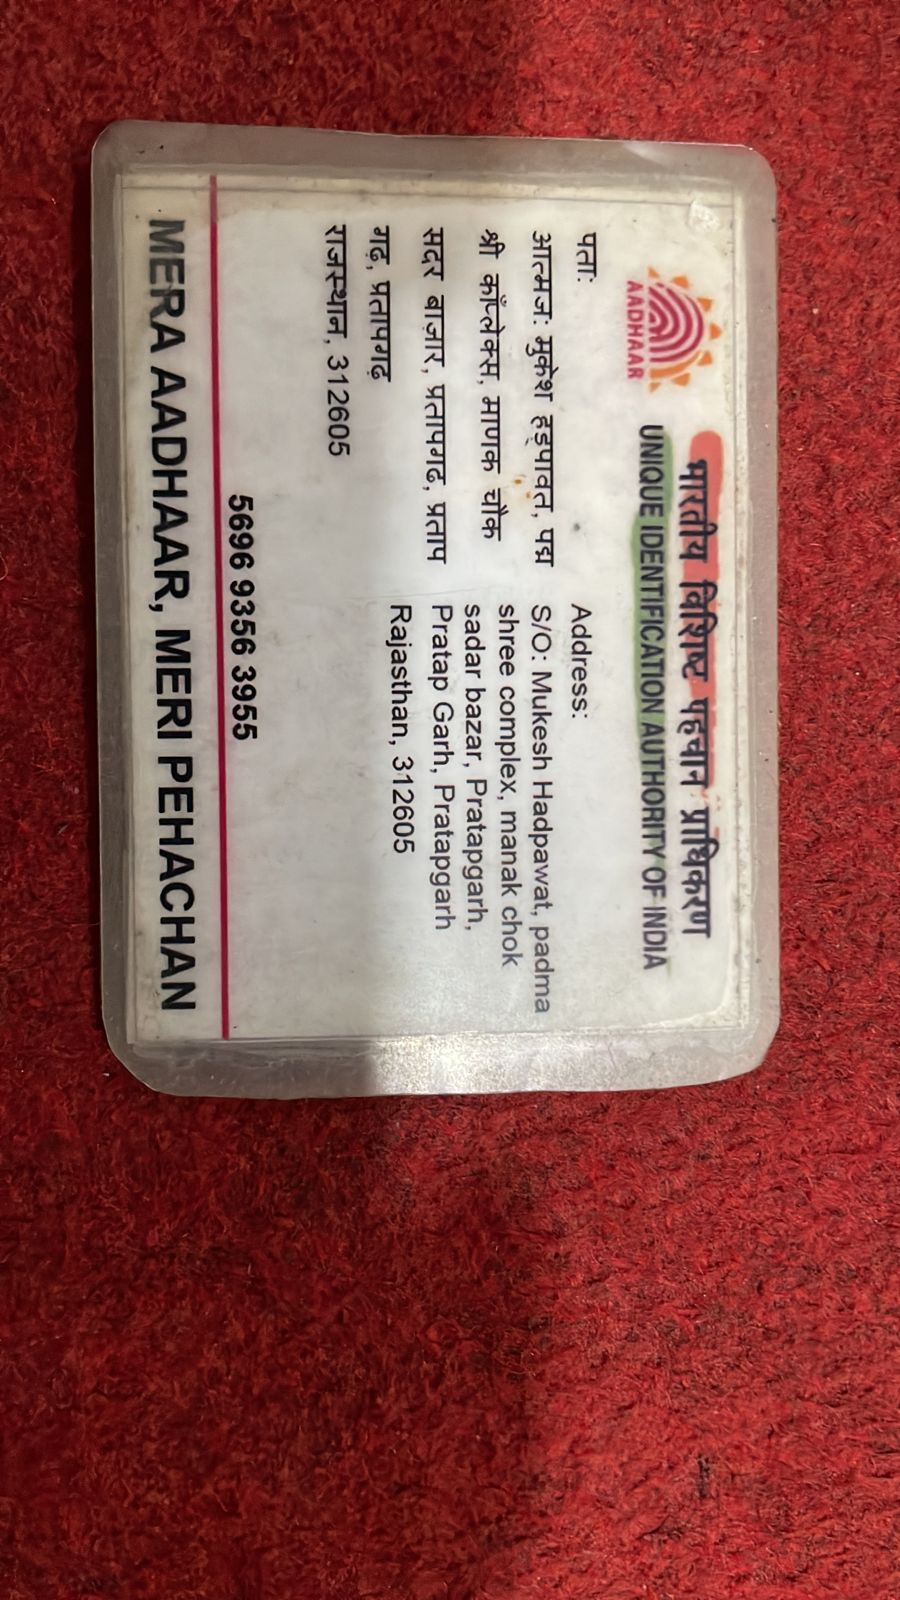 भारतीय विशिष्ट पहचान प्राधिकरण
UNIQUE IDENTIFICATION AUTHORITY OF INDIA
AADHAAR
पता:
आत्मज: मुकेश हड़पावत, पद्म
श्री कॉंप्लेक्स, माणक चौक
सदर बाज़ार, प्रतापगढ, प्रताप
गढ़, प्रतापगढ़
राजस्थान, 312605
Address:
S/O: Mukesh Hadpawat, padma
shree complex, manak chok
sadar bazar, Pratapgarh,
Pratap Garh, Pratapgarh
Rajasthan, 312605
5696 9356 3955
MERA AADHAAR, MERI PEHACHAN